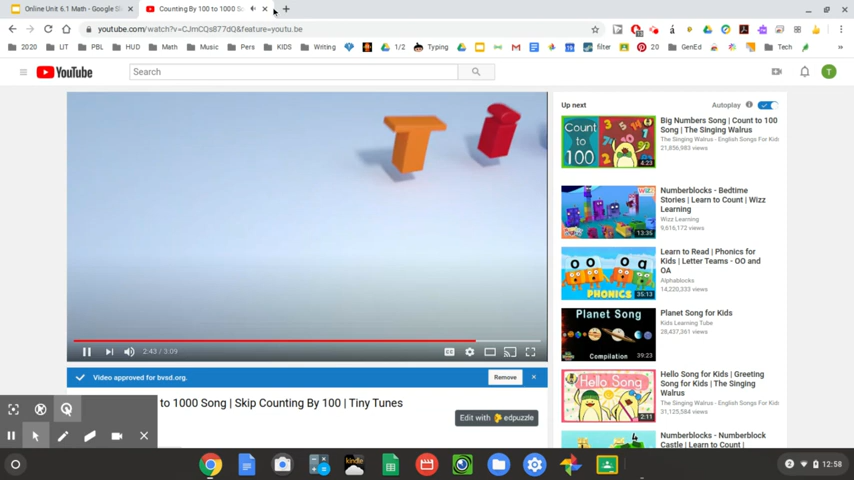 Online Unit 6.1 Math - Google Sl
Counting By 100 to 1000 S
youtube.com/watch?v=CJmCQs877dQ&feature=youtu.be
2020 LIT PBL HUD Math Music Pers KIDS Writing 1/2 Typing filter 20 GenEd Tech »
YouTube
Search
T
T i
Up next
Autoplay
Big Numbers Song | Count to 100
Song | The Singing Walrus
The Singing Walrus - English Songs For Kids
21,856,983 views
Count
to
100
4:23
Numberblocks - Bedtime
Stories | Learn to Count | Wizz
Learning
Wizz Learning
9,616,172 views
13:35
Learn to Read | Phonics for
Kids | Letter Teams - OO and
OA
Alphablocks
14,220,333 views
oo oa
PHONICS
35:13
Planet Song for Kids
Kids Learning Tube
28,437,361 views
Planet Song
Compilation
39:23
Hello Song for Kids | Greeting
Song for Kids | The Singing
Walrus
The Singing Walrus - English Songs For Kids
31,125,584 views
Hello Song!
2:11
Numberblocks - Numberblock
Castle | Learn to Count |
2:43 / 3:09
CC
Video approved for bvsd.org.
Remove
to 1000 Song | Skip Counting By 100 | Tiny Tunes
Edit with edpuzzle
kindle
2
12:58